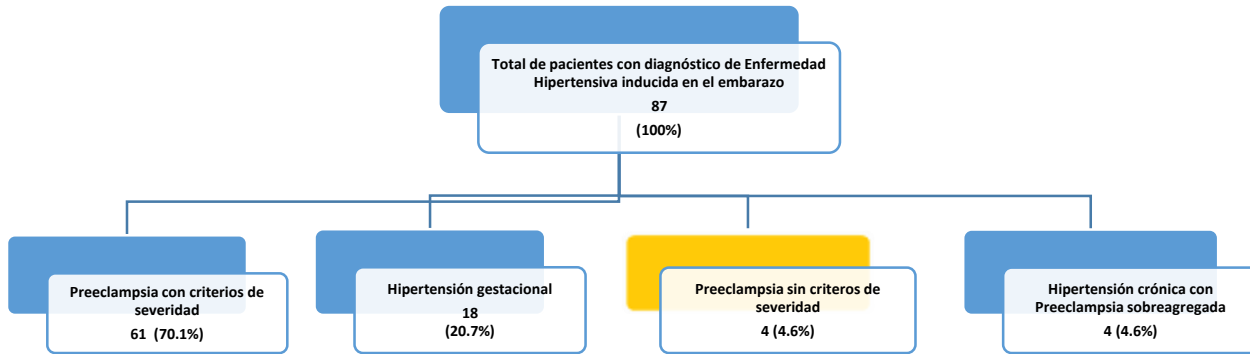 Total de pacientes con diagnóstico de Enfermedad
Hipertensiva inducida en el embarazo
87
(100%)
Preeclampsia con criterios de
severidad
61 (70.1%)
Hipertensión gestacional
18
(20.7%)
Preeclampsia sin criteros de
severidad
4 (4.6%)
Hipertensión crónica con
Preeclampsia sobreagregada
4 (4.6%)